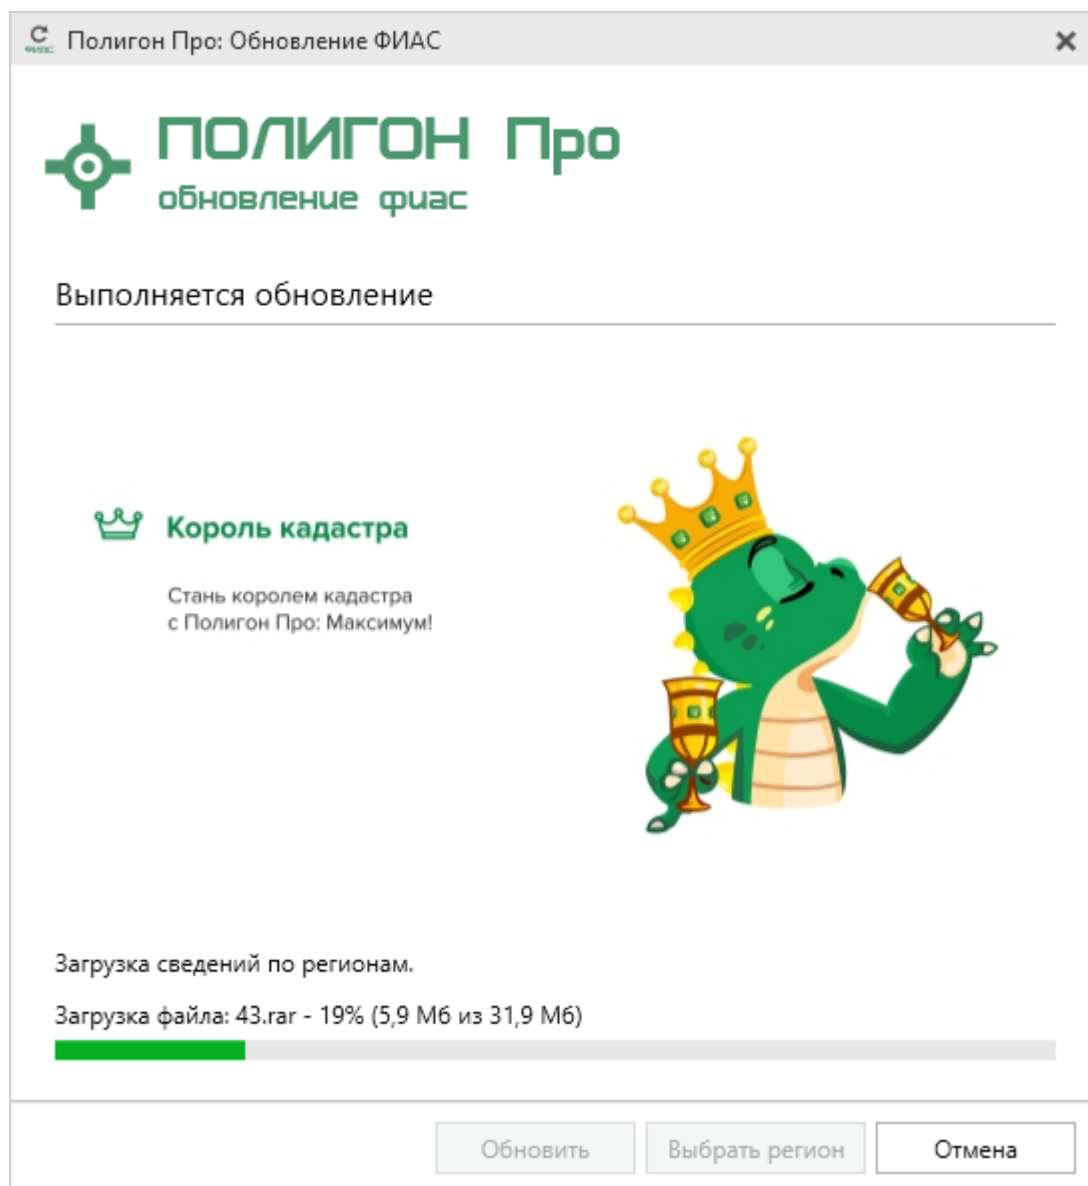 ФИАС Полигон Про: Обновление ФИАС
ПОЛИГОН Про
обновление фиас
Выполняется обновление
Король кадастра
Стань королем кадастра
с Полигон Про: Максимум!
Загрузка сведений по регионам.
Загрузка файла: 43.rar - 19% (5,9 Мб из 31,9 Мб)
Обновить Выбрать регион Отмена